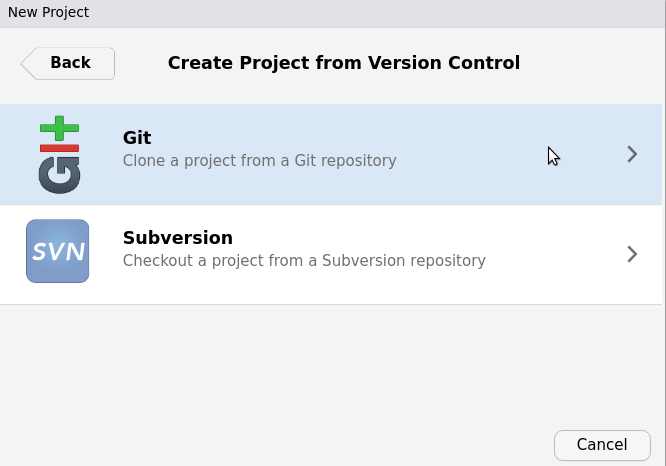 New Project
Back
Create Project from Version Control
Git
Git
Clone a project from a Git repository
SVN
Subversion
Checkout a project from a Subversion repository
Cancel